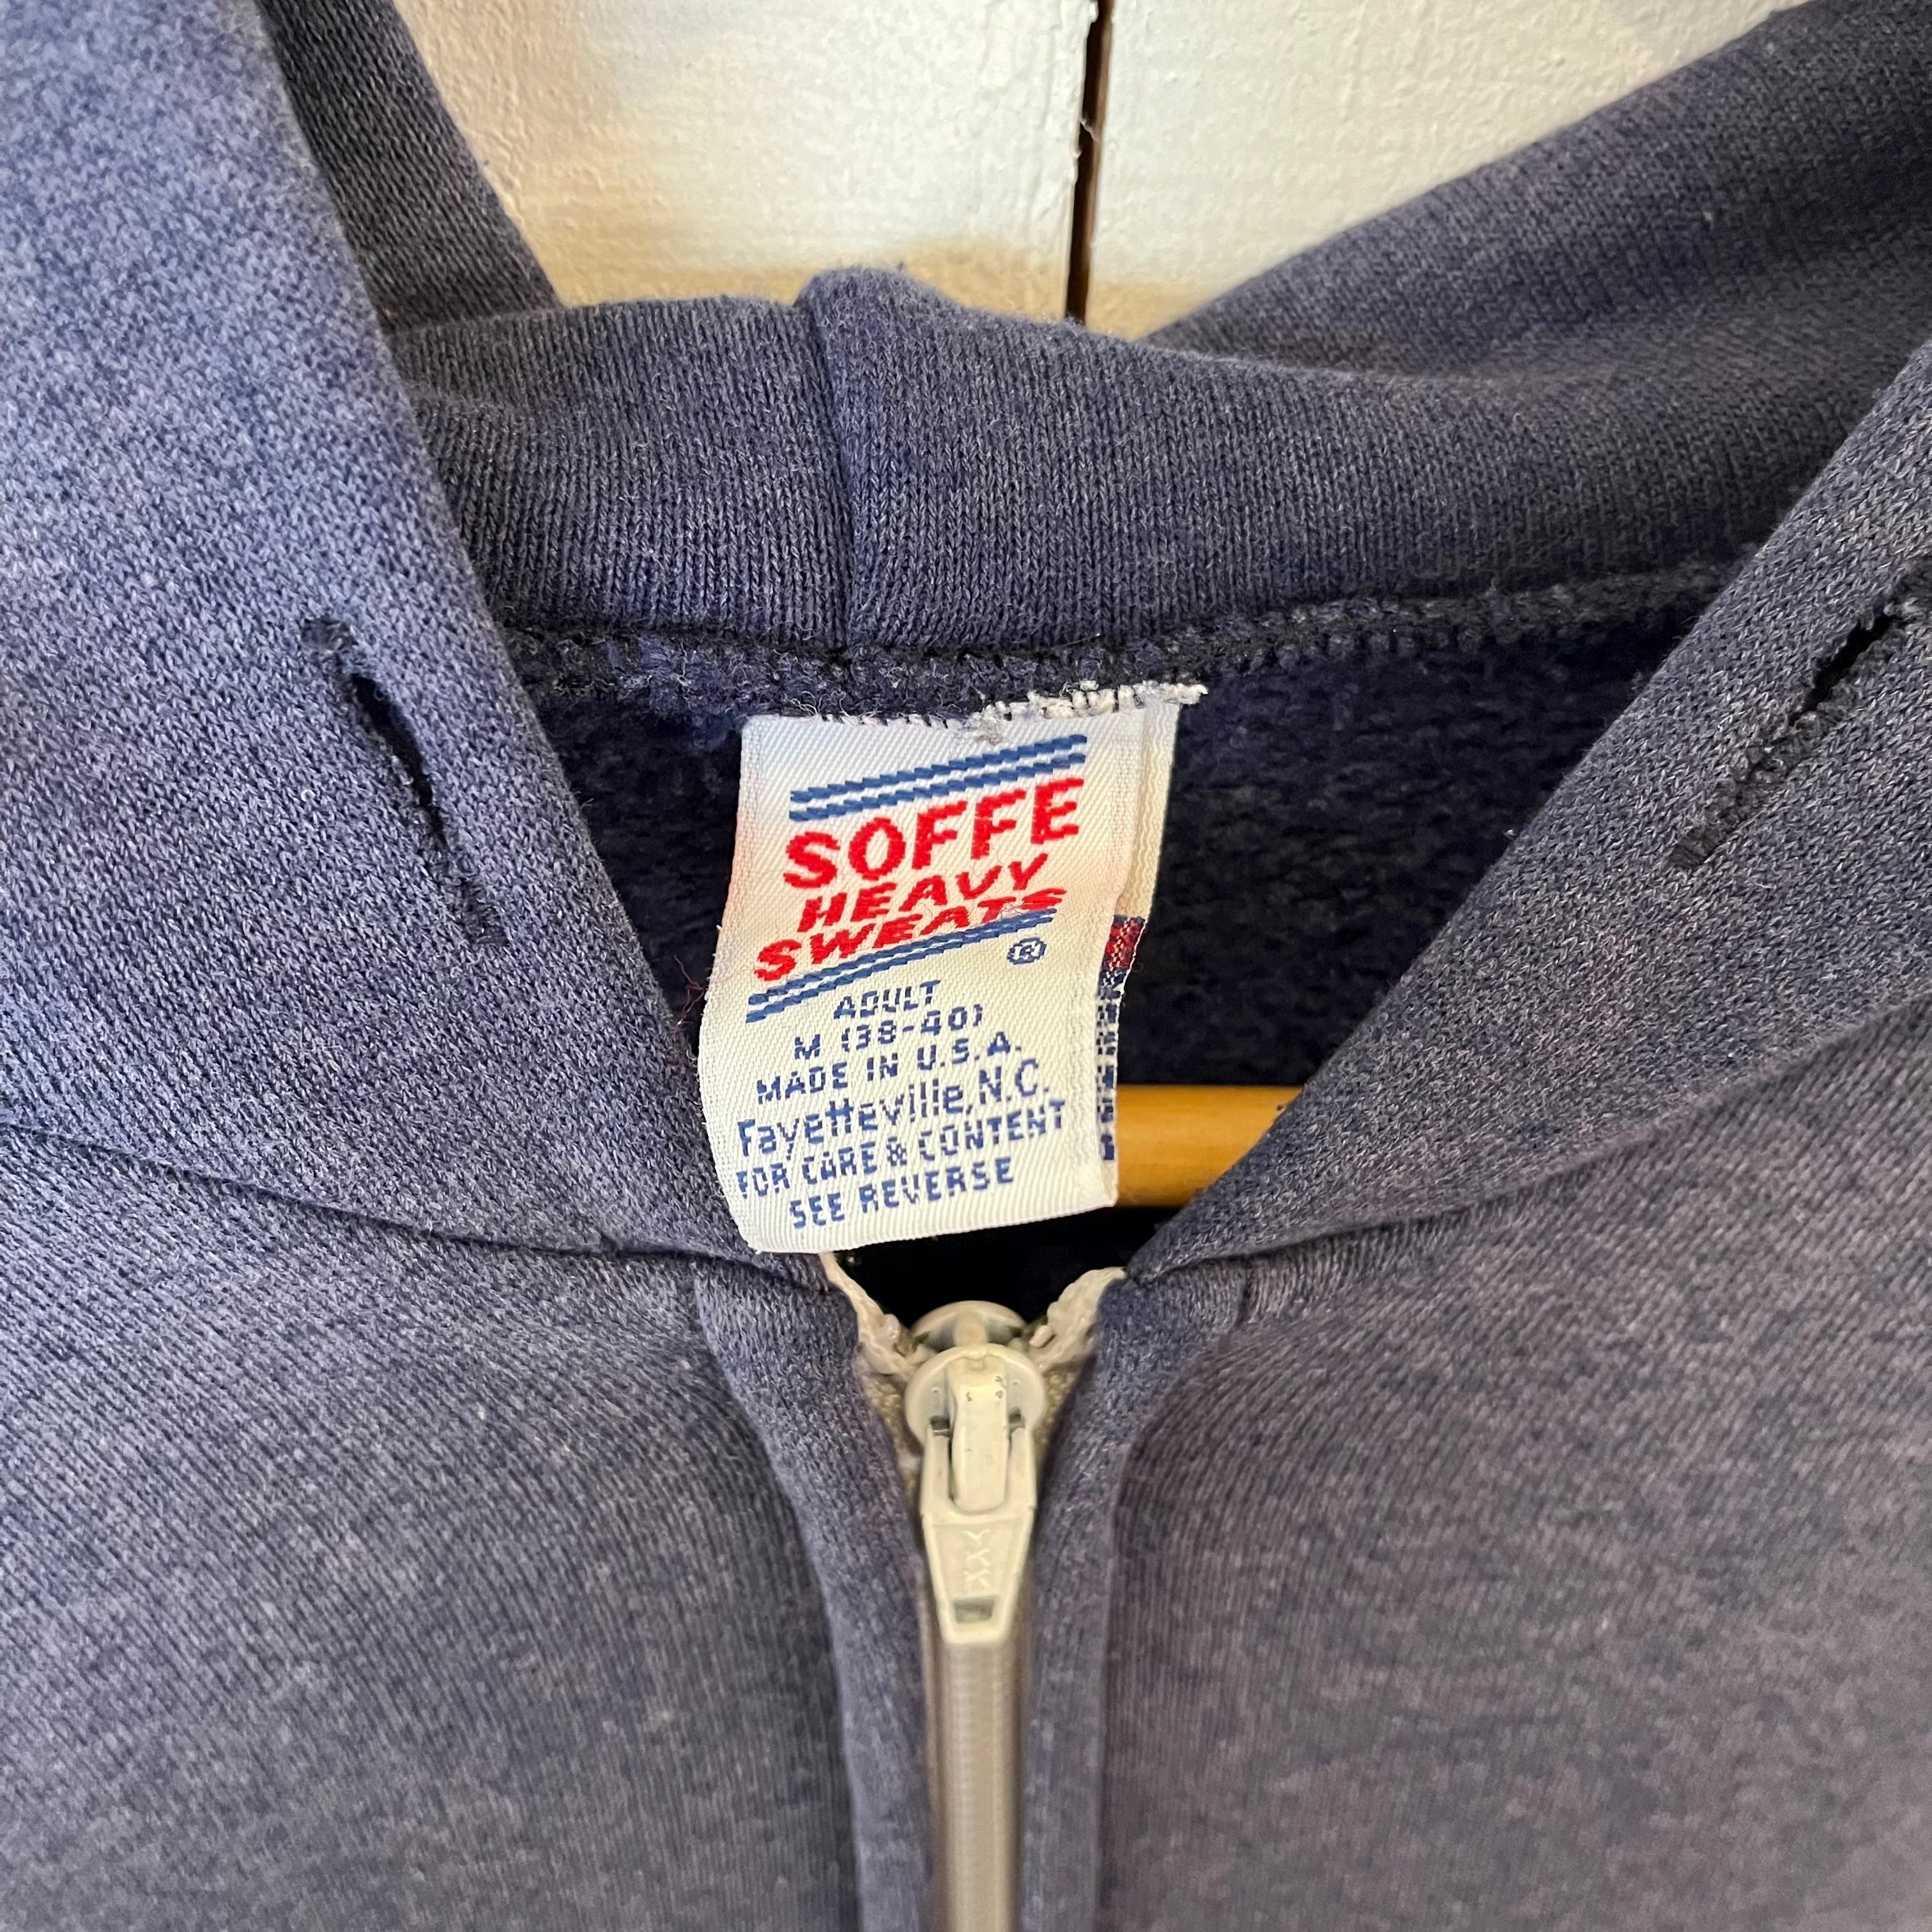 SOFFE
HEAVY
SWEATS
®
ADULT
M (38-40)
MADE IN U.S.A.
Fayetteville, N.C.
FOR CARE & CONTENT
SEE REVERSE